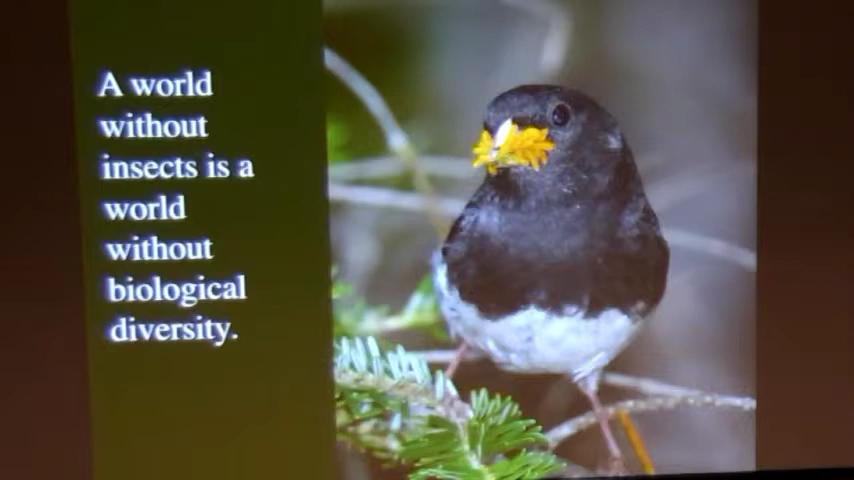 A world
without
insects is a
world
without
biological
diversity.